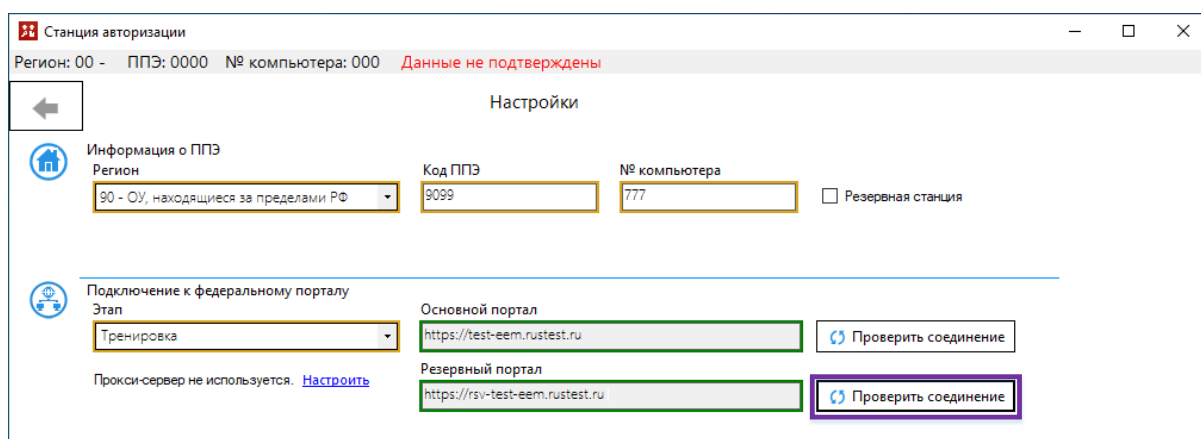 Станция авторизации
Регион: 00 - ППЭ: 0000 № компьютера: 000 Данные не подтверждены
Настройки
Информация о ППЭ
Регион Код ППЭ № компьютера
90 - ОУ, находящиеся за пределами РФ 9099 777 Резервная станция
Подключение к федеральному порталу
Этап Основной портал
Тренировка https://test-eem.rustest.ru Проверить соединение
Резервный портал
Прокси-сервер не используется. Настроить
https://rsv-test-eem.rustest.ru Проверить соединение